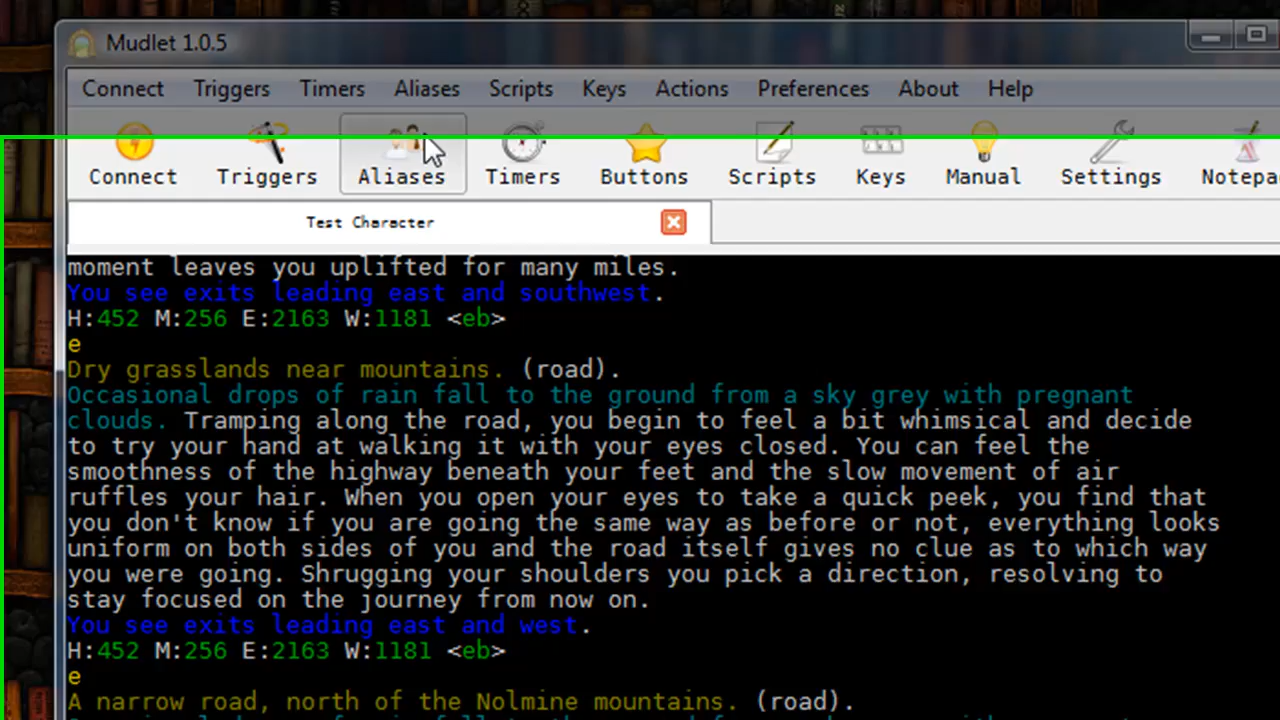 Mudlet 1.0.5
Connect Triggers Timers Aliases Scripts Keys Actions Preferences About Help
Connect Triggers Aliases Timers Buttons Scripts Keys Manual Settings Notepa
Test Character
moment leaves you uplifted for many miles.
You see exits leading east and southwest.
H:452 M:256 E:2163 W:1181 <eb>
e
Dry grasslands near mountains. (road).
Occasional drops of rain fall to the ground from a sky grey with pregnant
clouds. Tramping along the road, you begin to feel a bit whimsical and decide
to try your hand at walking it with your eyes closed. You can feel the
smoothness of the highway beneath your feet and the slow movement of air
ruffles your hair. When you open your eyes to take a quick peek, you find that
you don't know if you are going the same way as before or not, everything looks
uniform on both sides of you and the road itself gives no clue as to which way
you were going. Shrugging your shoulders you pick a direction, resolving to
stay focused on the journey from now on.
You see exits leading east and west.
H:452 M:256 E:2163 W:1181 <eb>
e
A narrow road, north of the Nolmine mountains. (road).